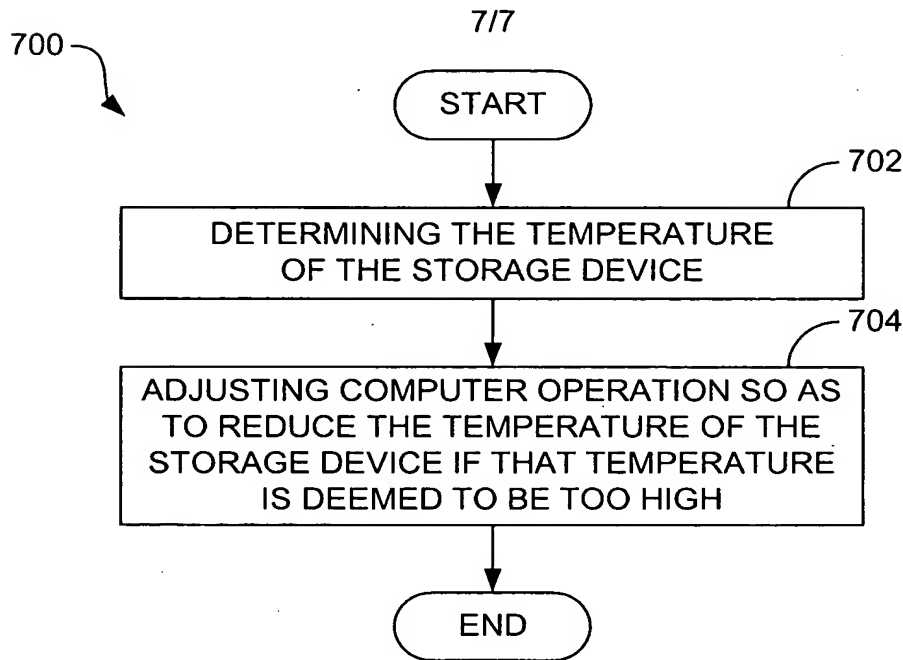 7/7
700
START
702
DETERMINING THE TEMPERATURE
OF THE STORAGE DEVICE
704
ADJUSTING COMPUTER OPERATION SO AS
TO REDUCE THE TEMPERATURE OF THE
STORAGE DEVICE IF THAT TEMPERATURE
IS DEEMED TO BE TOO HIGH
END